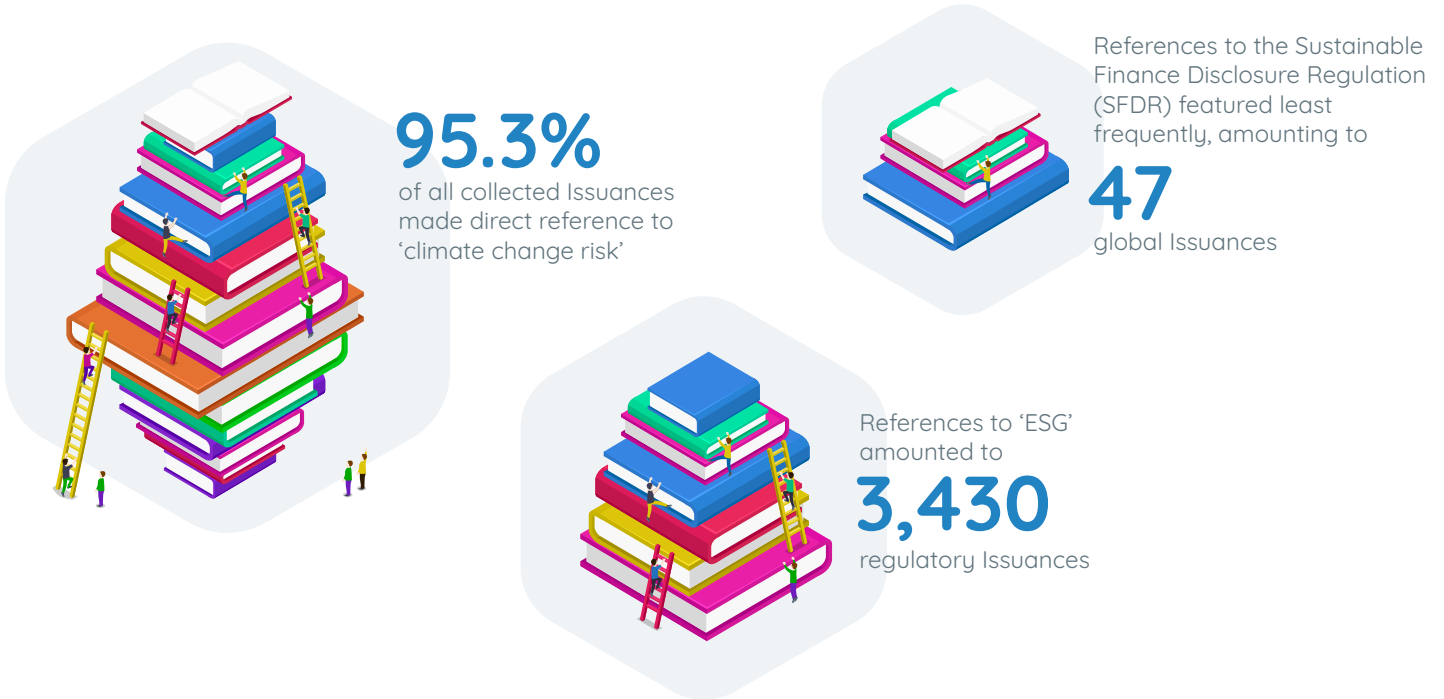 95.3%
of all collected Issuances
made direct reference to
‘climate change risk’
References to the Sustainable
Finance Disclosure Regulation
(SFDR) featured least
frequently, amounting to
47
global Issuances
References to ‘ESG’
amounted to
3,430
regulatory Issuances